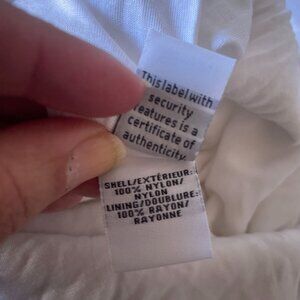 This label with
security
features is a
certificate of
authenticity.
SHELL/EXTÉRIEUR:
100% NYLON/
NYLON
LINING/DOUBLURE:
100% RAYON/
RAYONNE